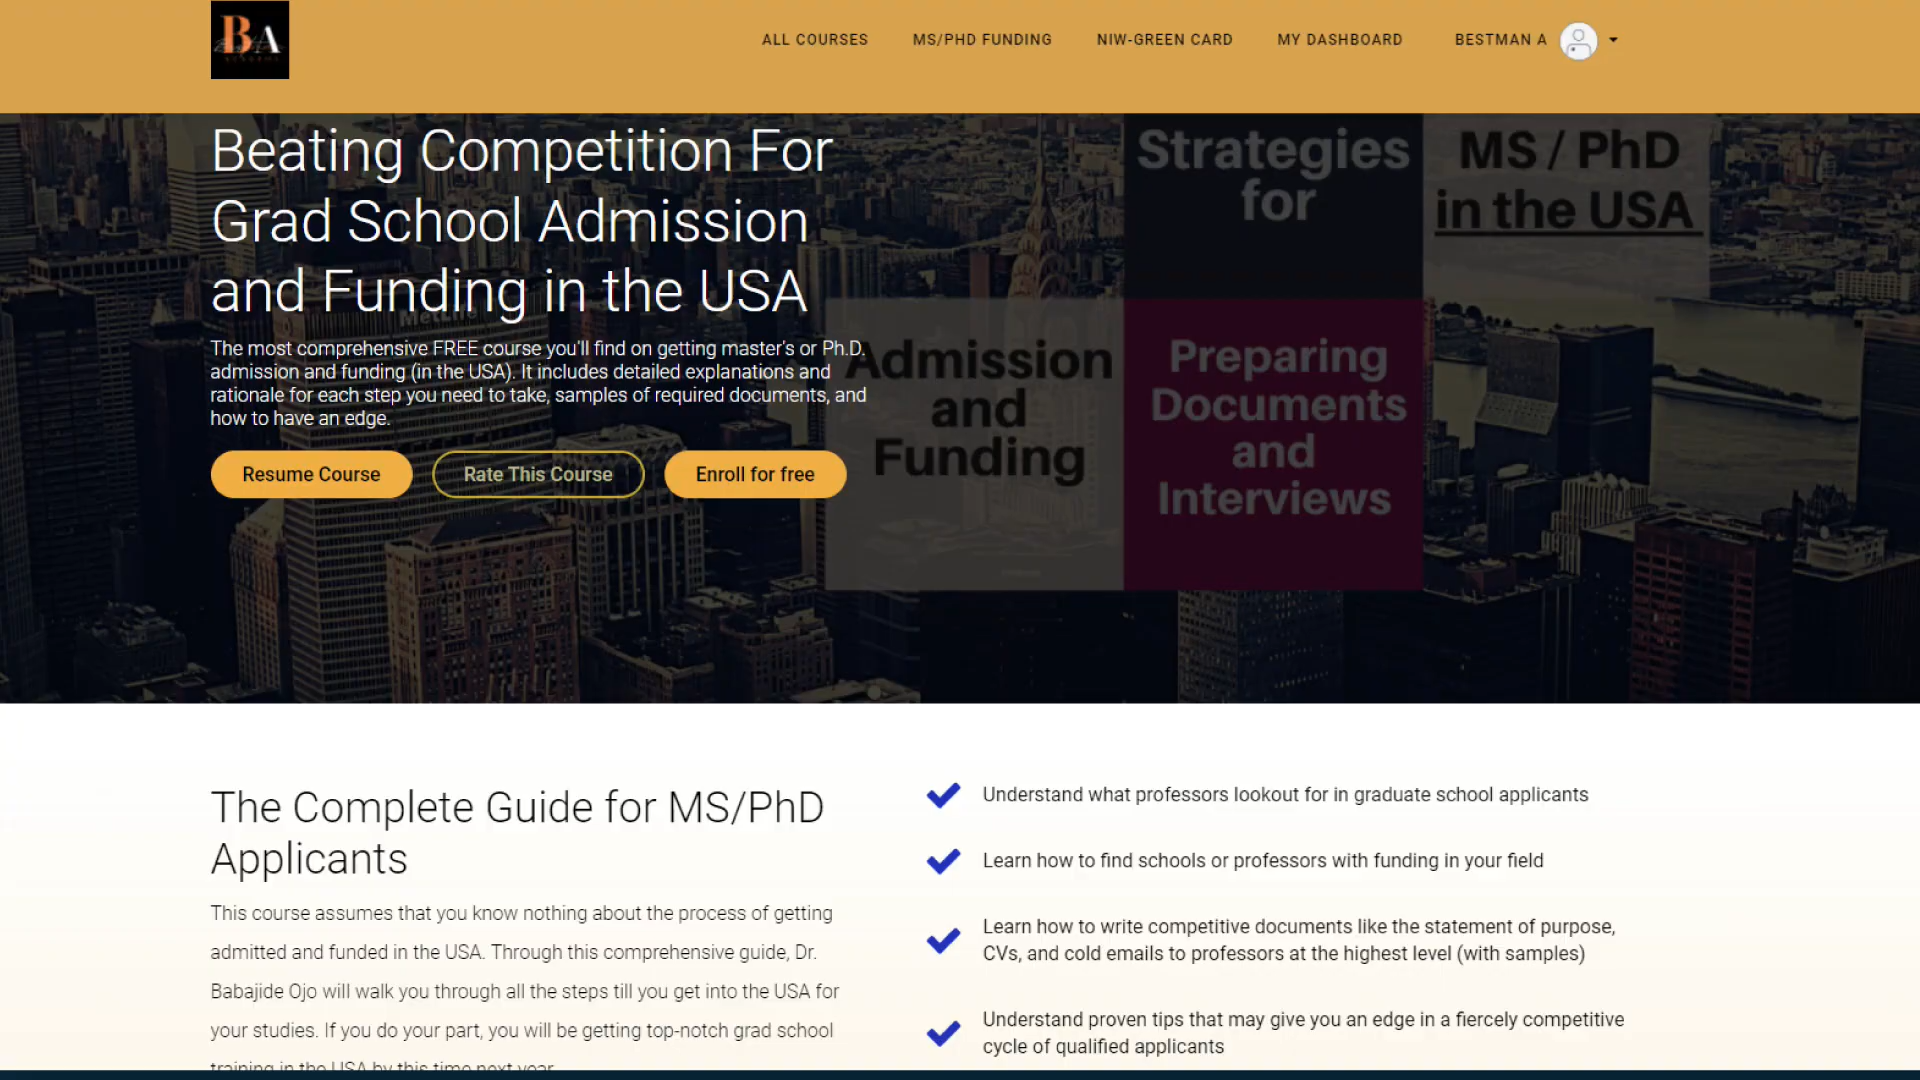 BA
ALL COURSES
MS/PHD FUNDING
NIW-GREEN CARD
MY DASHBOARD
BESTMAN A
Beating Competition For
Grad School Admission
and Funding in the USA
The most comprehensive FREE course you'll find on getting master's or Ph.D.
admission and funding (in the USA). It includes detailed explanations and
rationale for each step you need to take, samples of required documents, and
how to have an edge.
Resume Course
Rate This Course
Enroll for free
Strategies
for
MS / PhD
in the USA
Admission
and
Funding
Preparing
Documents
and
Interviews
The Complete Guide for MS/PhD
Applicants
This course assumes that you know nothing about the process of getting
admitted and funded in the USA. Through this comprehensive guide, Dr.
Babajide Ojo will walk you through all the steps till you get into the USA for
your studies. If you do your part, you will be getting top-notch grad school
training in the USA by this time next year
Understand what professors lookout for in graduate school applicants
Learn how to find schools or professors with funding in your field
Learn how to write competitive documents like the statement of purpose,
CVs, and cold emails to professors at the highest level (with samples)
Understand proven tips that may give you an edge in a fiercely competitive
cycle of qualified applicants